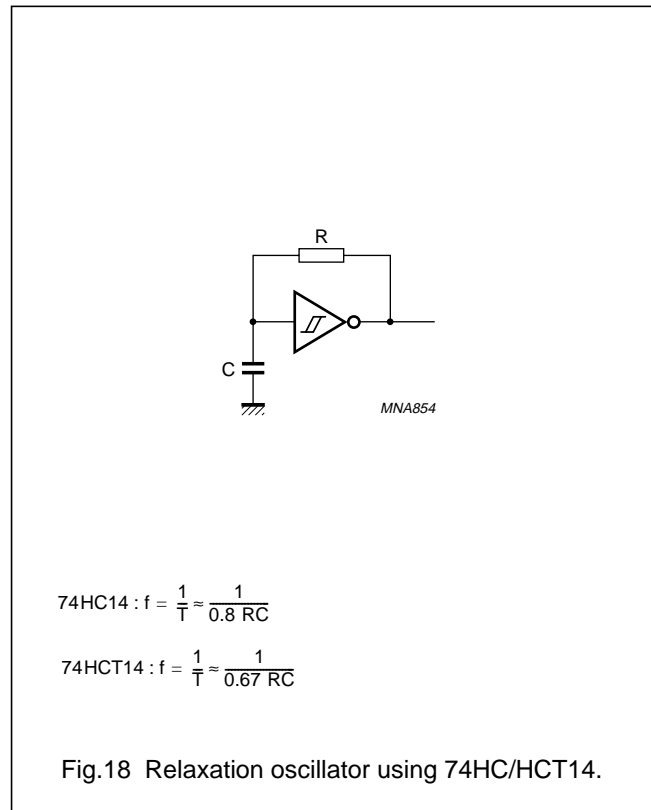 R
C
MNA854
74HC14 : f = 1/T ≈ 1/0.8 RC
74HCT14 : f = 1/T ≈ 1/0.67 RC
Fig.18 Relaxation oscillator using 74HC/HCT14.